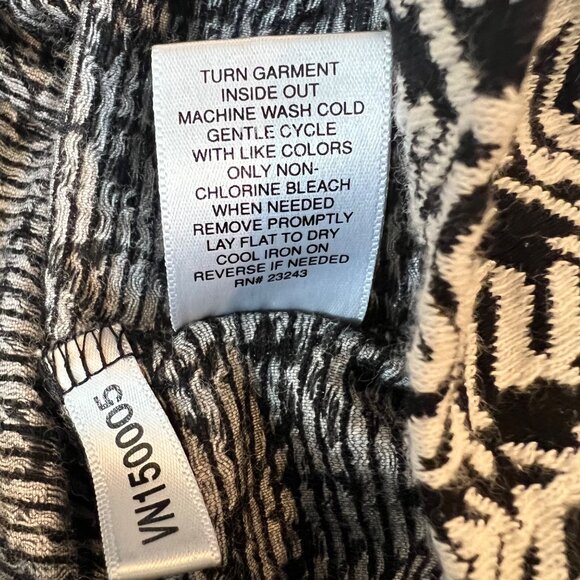 TURN GARMENT
INSIDE OUT
MACHINE WASH COLD
GENTLE CYCLE
WITH LIKE COLORS
ONLY NON-
CHLORINE BLEACH
WHEN NEEDED
REMOVE PROMPTLY
LAY FLAT TO DRY
COOL IRON ON
REVERSE IF NEEDED
RN# 23243
VN150005